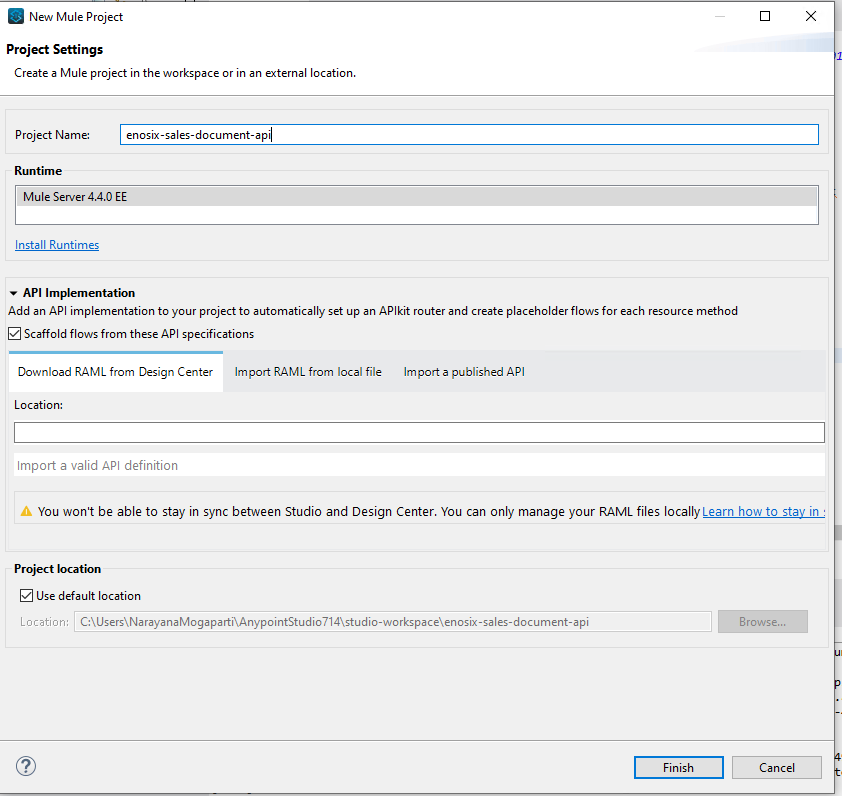 New Mule Project
Project Settings
Create a Mule project in the workspace or in an external location.
Project Name: enosix-sales-document-api
Runtime
Mule Server 4.4.0 EE
Install Runtimes
API Implementation
Add an API implementation to your project to automatically set up an APIkit router and create placeholder flows for each resource method
Scaffold flows from these API specifications
Download RAML from Design Center Import RAML from local file Import a published API
Location:
Import a valid API definition
You won't be able to stay in sync between Studio and Design Center. You can only manage your RAML files locally Learn how to stay in
Project location
Use default location
Location: C:\Users\NarayanaMogaparti\AnypointStudio714\studio-workspace\enosix-sales-document-api Browse...
? Finish Cancel